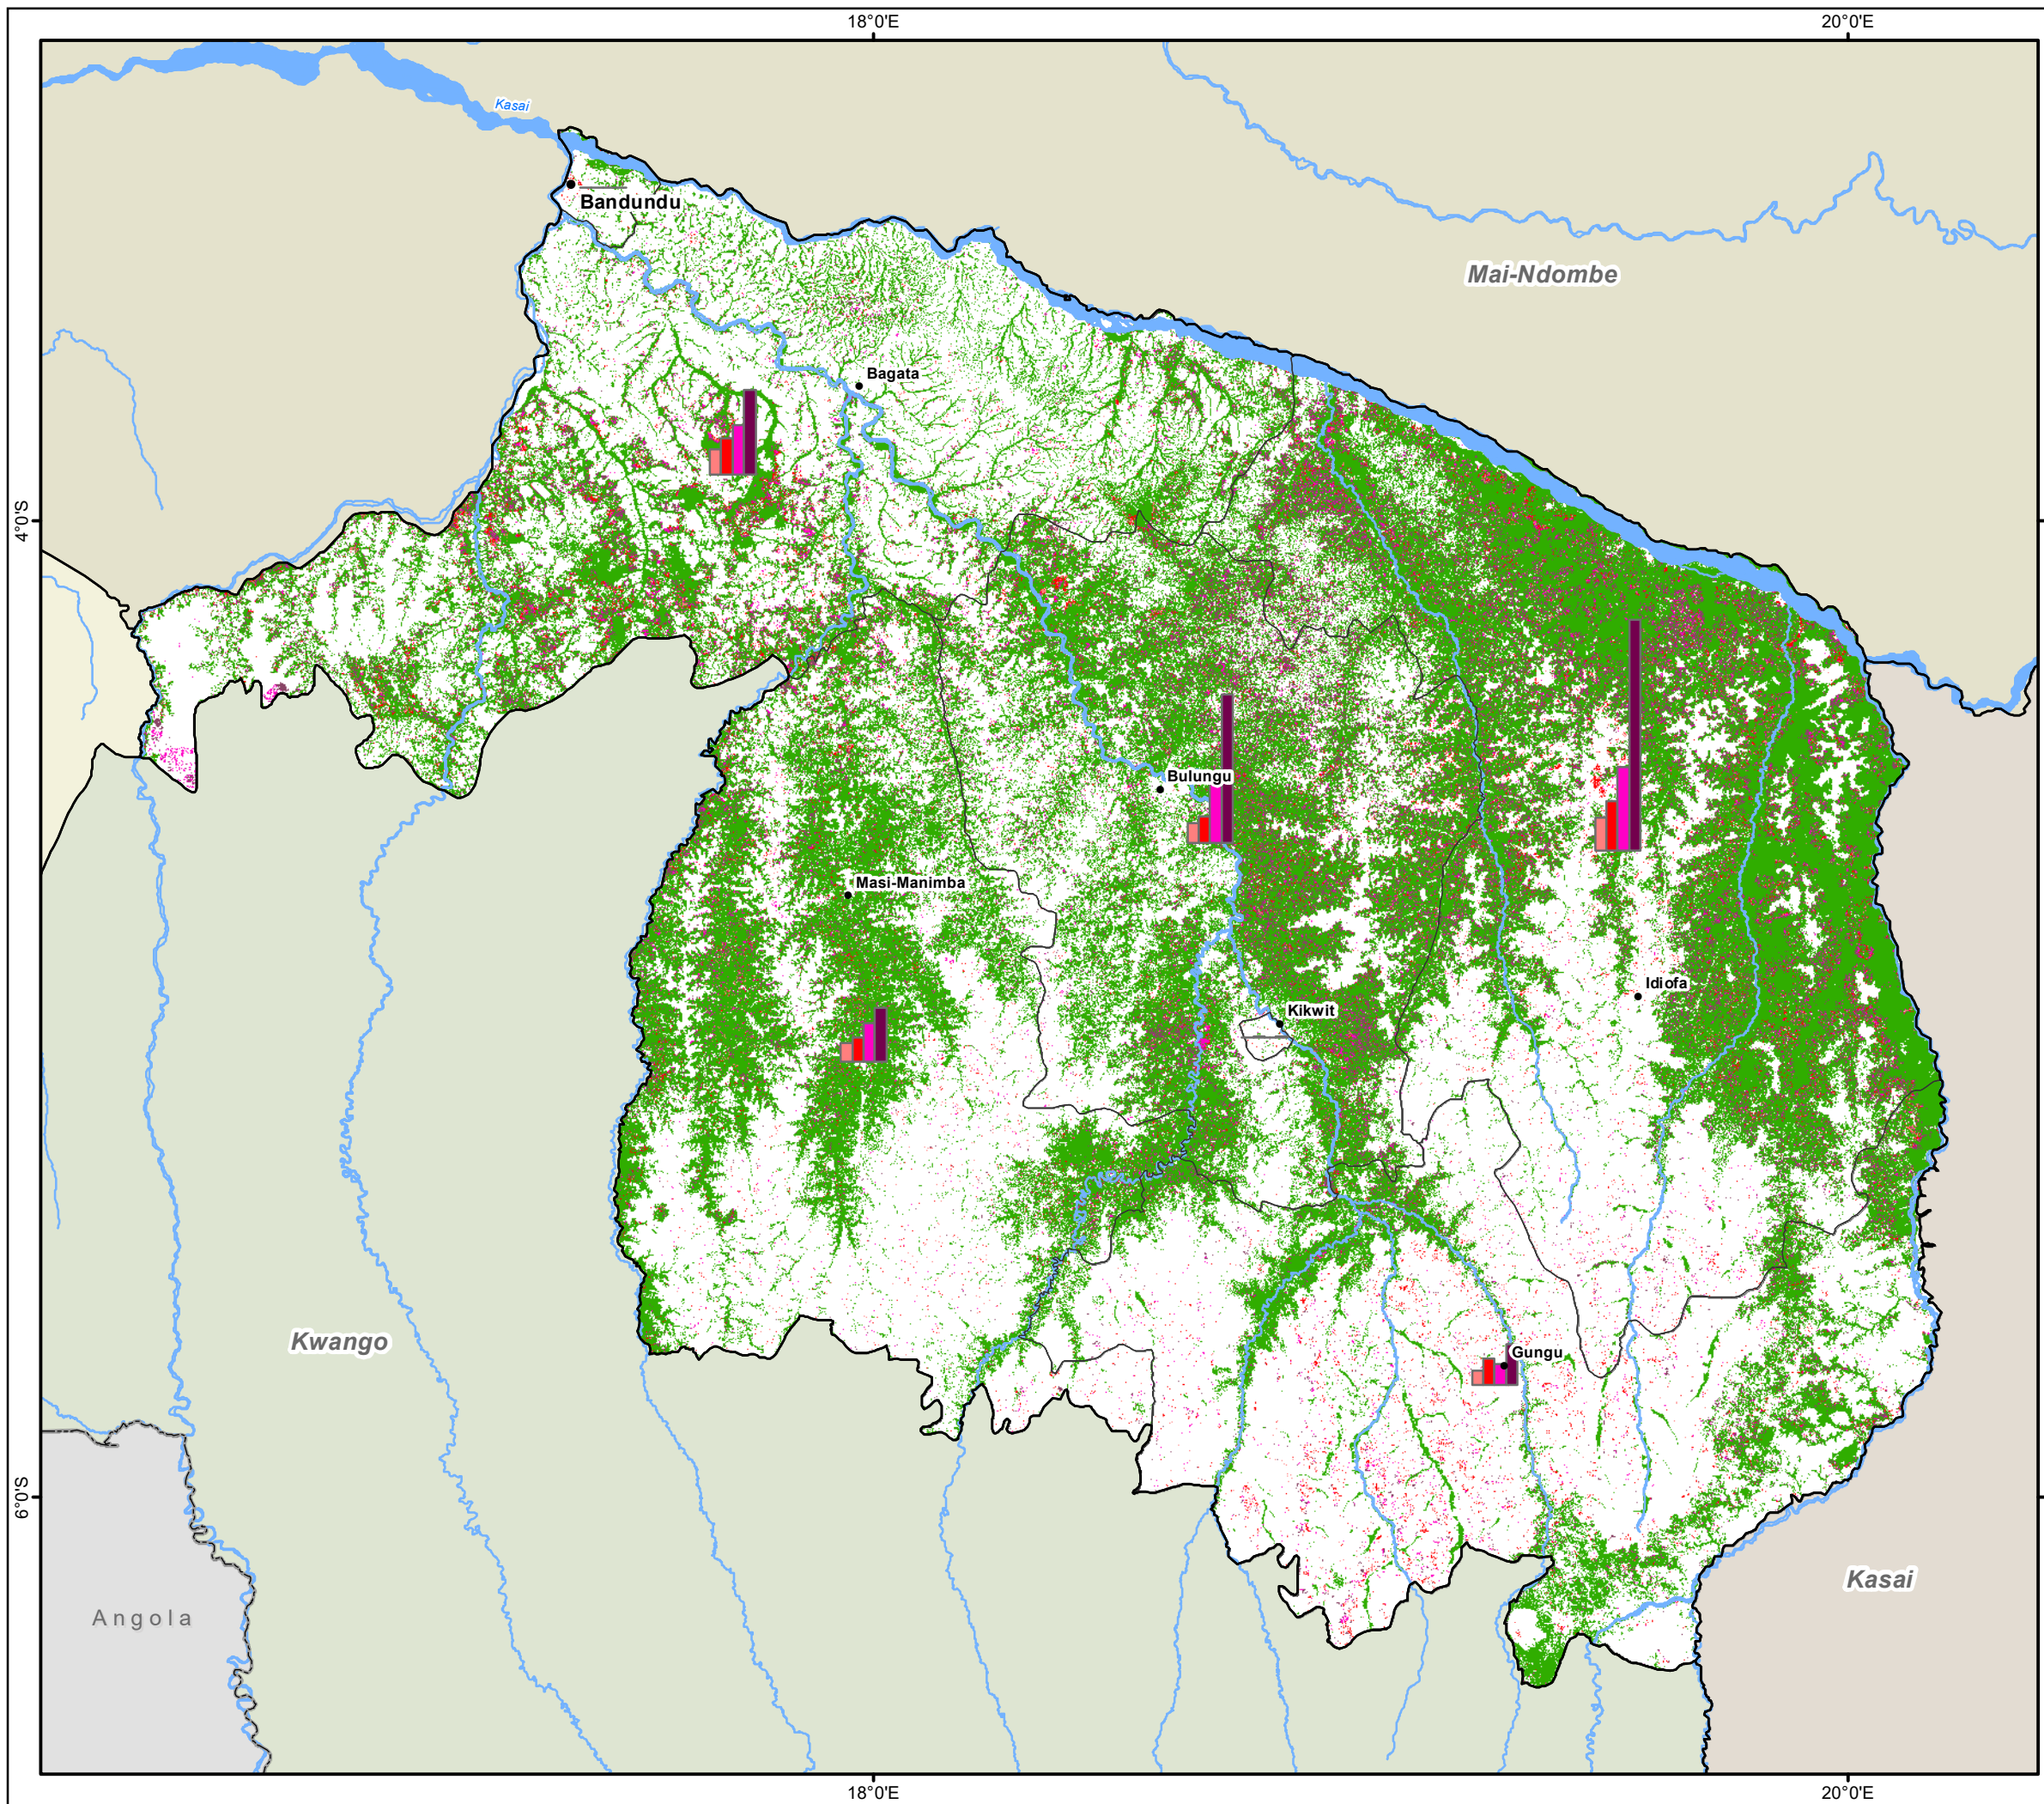 18°0'E
20°0'E
Kasai
Bandundu
Mai-Ndombe
Bagata
4°0'S
Bulungu
Masi-Manimba
Idiofa
Kikwit
Kwango
Gungu
6°0'S
Kasai
Angola
18°0'E
20°0'E